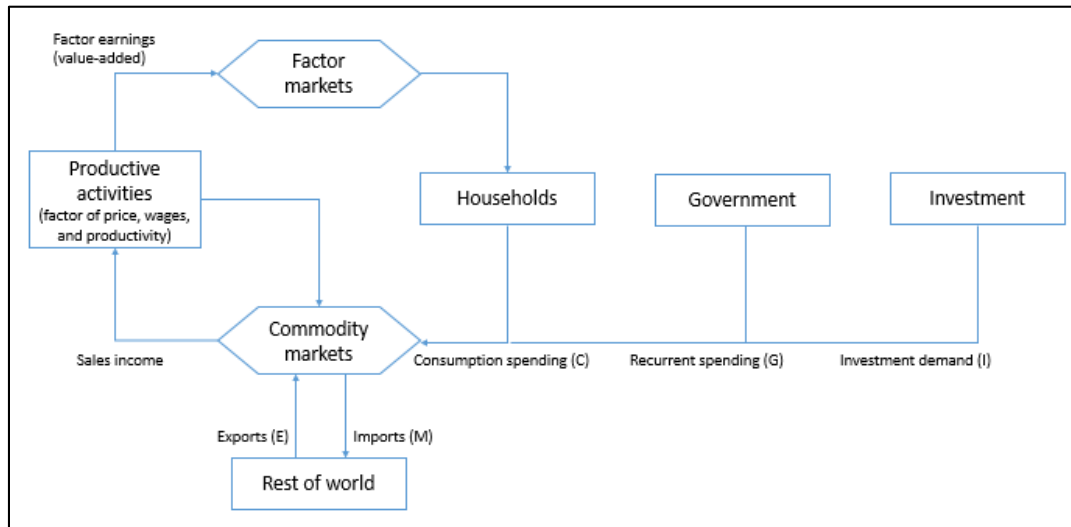 Factor earnings
(value-added)
Factor
markets
Productive
activities
(factor of price, wages,
and productivity)
Households
Government
Investment
Commodity
markets
Sales income
Consumption spending (C)
Recurrent spending (G)
Investment demand (I)
Exports (E)
Imports (M)
Rest of world